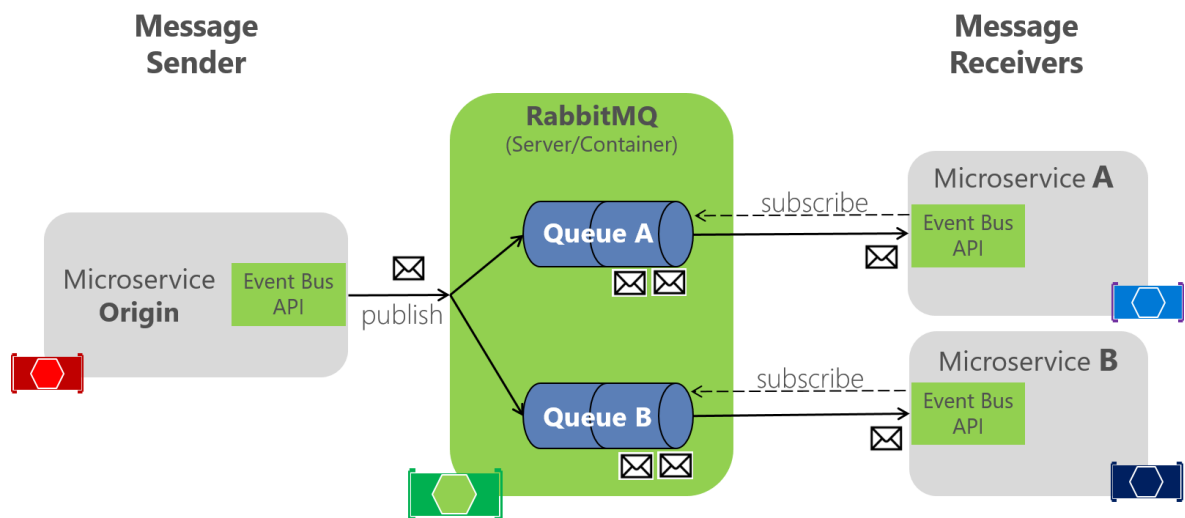 Message
Sender
Message
Receivers
RabbitMQ
(Server/Container)
Microservice
Origin
Event Bus
API
publish
Queue A
Queue B
subscribe
Microservice A
Event Bus
API
subscribe
Microservice B
Event Bus
API